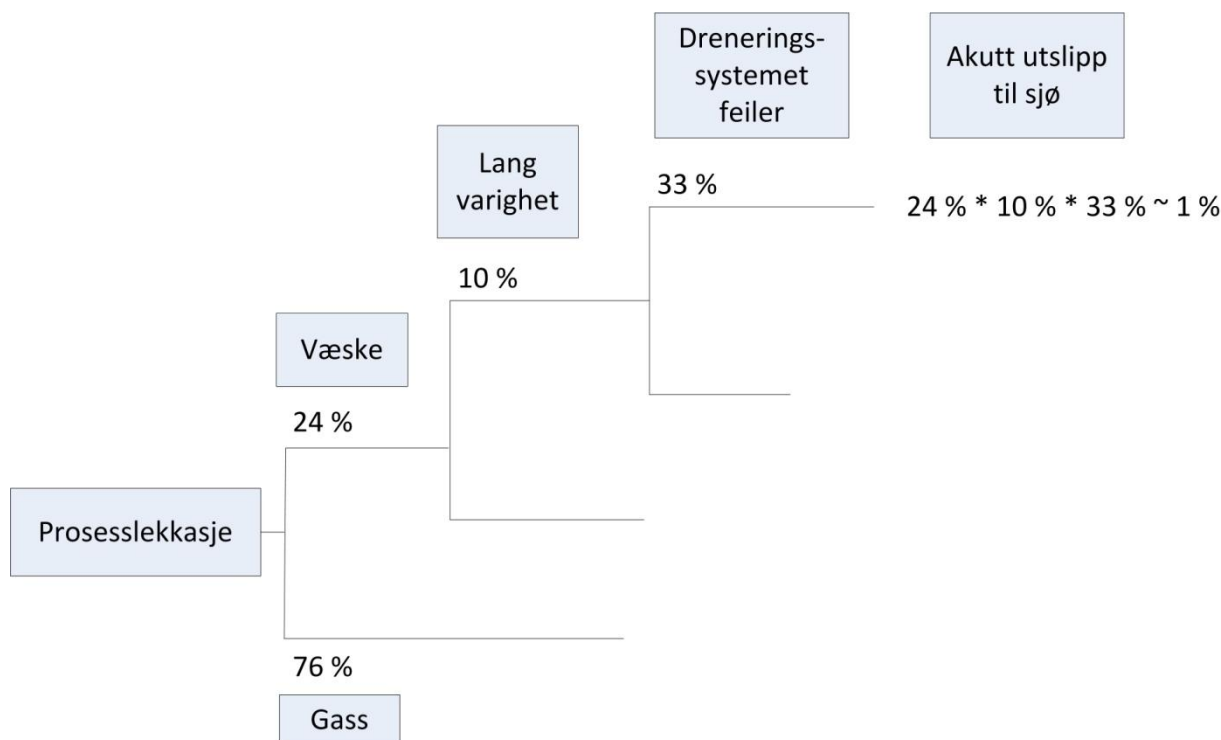 Drenerings-
systemet
feiler
Akutt utslipp
til sjø
Lang
varighet
33 %
24 % * 10 % * 33 % ~ 1 %
10 %
Væske
24 %
Prosesslekkasje
76 %
Gass